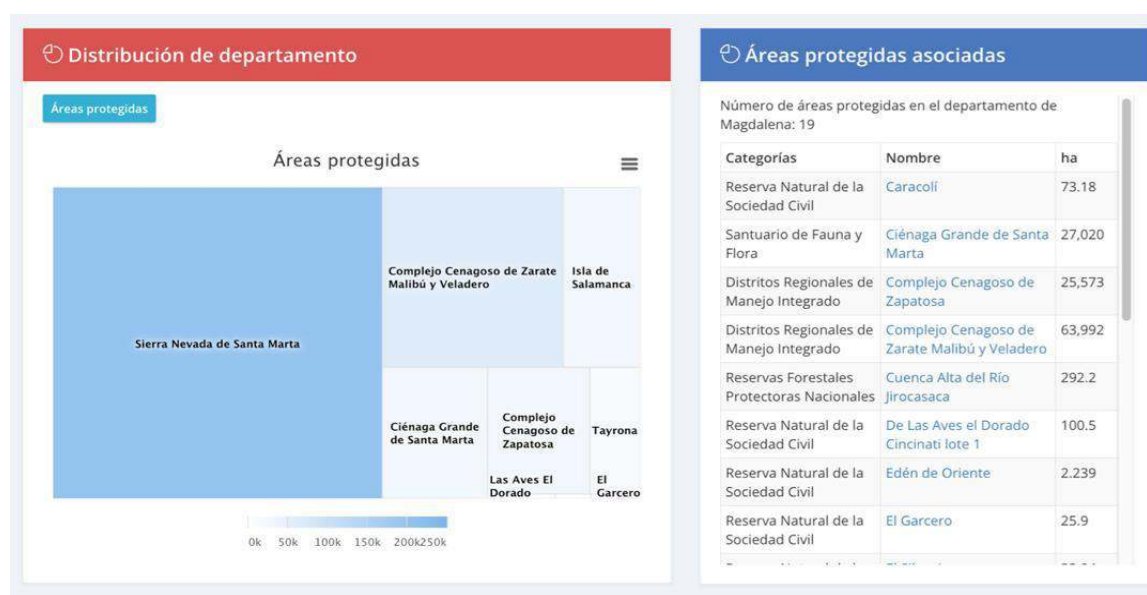 Distribución de departamento
Áreas protegidas
Áreas protegidas
Sierra Nevada de Santa Marta
Complejo Cenagoso de Zarate
Malibú y Veladero
Isla de
Salamanca
Ciénaga Grande
de Santa Marta
Complejo
Cenagoso de
Zapatosa
Tayrona
Las Aves El
Dorado
El
Garcero
0k 50k 100k 150k 200k250k
Áreas protegidas asociadas
Número de áreas protegidas en el departamento de
Magdalena: 19
Categorías Nombre ha
Reserva Natural de la Caracolí 73.18
Sociedad Civil
Santuario de Fauna y Ciénaga Grande de Santa 27,020
Flora Marta
Distritos Regionales de Complejo Cenagoso de 25,573
Manejo Integrado Zapatosa
Distritos Regionales de Complejo Cenagoso de 63,992
Manejo Integrado Zarate Malibú y Veladero
Reservas Forestales Cuenca Alta del Río 292.2
Protectoras Nacionales Jirocasaca
Reserva Natural de la De Las Aves el Dorado 100.5
Sociedad Civil Cincinati lote 1
Reserva Natural de la Edén de Oriente 2.239
Sociedad Civil
Reserva Natural de la El Garcero 25.9
Sociedad Civil